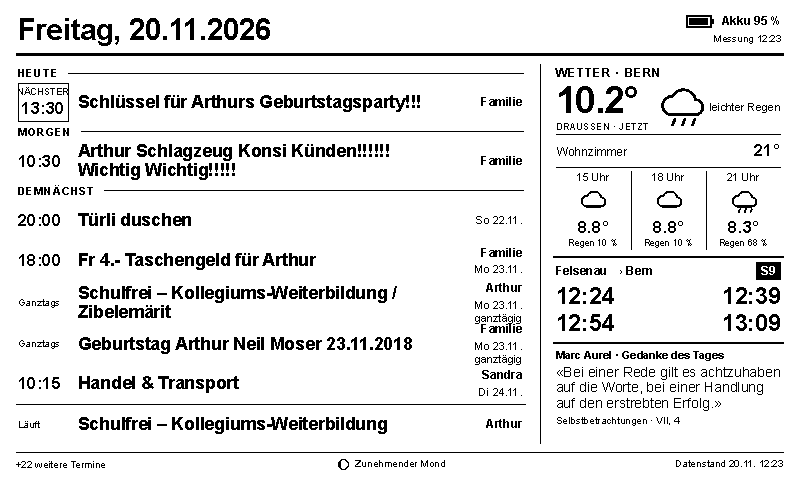 Freitag, 20.11.2026
Akku 95 %
Messung 12:23
HEUTE
NÄCHSTER
13:30
Schlüssel für Arthurs Geburtstagsparty!!!
Familie
MORGEN
10:30
Arthur Schlagzeug Konsi Künden!!!!!!
Wichtig Wichtig!!!!!
Familie
DEMNÄCHST
20:00
Türli duschen
So 22.11.
18:00
Fr 4.- Taschengeld für Arthur
Familie
Mo 23.11.
Ganztags
Schulfrei – Kollegiums-Weiterbildung /
Zibelemärit
Arthur
Mo 23.11.
ganztägig
Ganztags
Geburtstag Arthur Neil Moser 23.11.2018
Familie
Mo 23.11.
ganztägig
10:15
Handel & Transport
Sandra
Di 24.11.
Läuft
Schulfrei – Kollegiums-Weiterbildung
Arthur
WETTER · BERN
10.2°
leichter Regen
DRAUSSEN · JETZT
Wohnzimmer
21°
15 Uhr
18 Uhr
21 Uhr
8.8°
8.8°
8.3°
Regen 10 %
Regen 10 %
Regen 68 %
Felsenau › Bern
S9
12:24
12:39
12:54
13:09
Marc Aurel · Gedanke des Tages
«Bei einer Rede gilt es achtzuhaben
auf die Worte, bei einer Handlung
auf den erstrebten Erfolg.»
Selbstbetrachtungen · VII, 4
+22 weitere Termine
Zunehmender Mond
Datenstand 20.11. 12:23